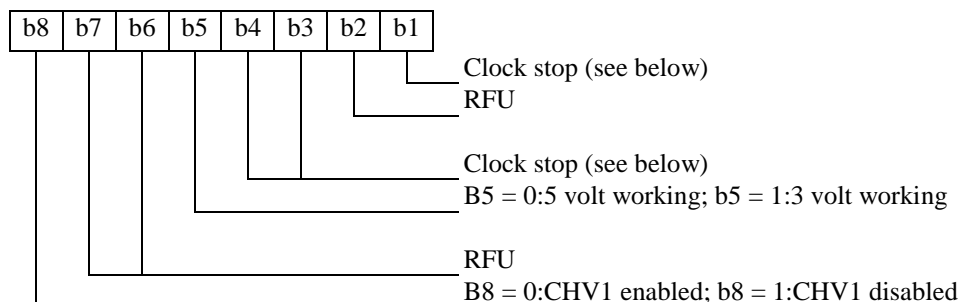 b8 b7 b6 b5 b4 b3 b2 b1
Clock stop (see below)
RFU
Clock stop (see below)
B5 = 0:5 volt working; b5 = 1:3 volt working
RFU
B8 = 0:CHV1 enabled; b8 = 1:CHV1 disabled